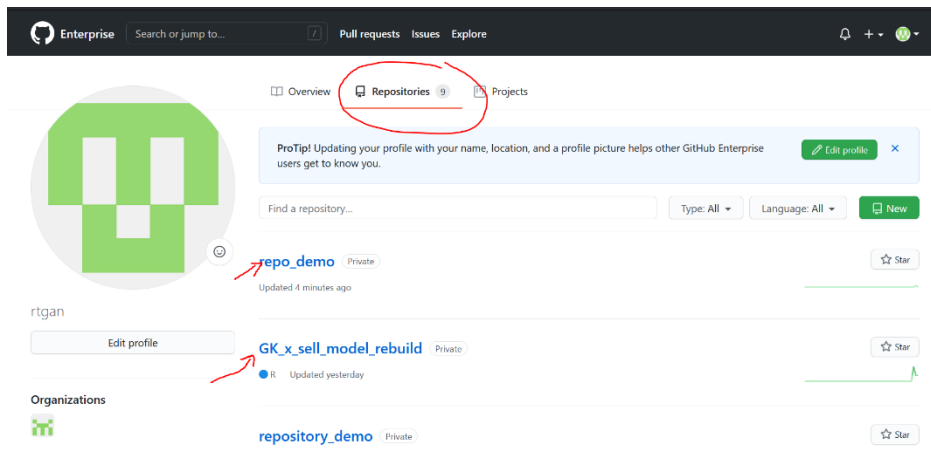 Enterprise Search or jump to... / Pull requests Issues Explore
Overview Repositories 9 Projects
ProTip! Updating your profile with your name, location, and a profile picture helps other GitHub Enterprise
users get to know you.
Edit profile
Find a repository...
Type: All Language: All New
repo_demo Private Star
Updated 4 minutes ago
rtgan
Edit profile
GK_x_sell_model_rebuild Private Star
R Updated yesterday
Organizations
repository_demo Private Star